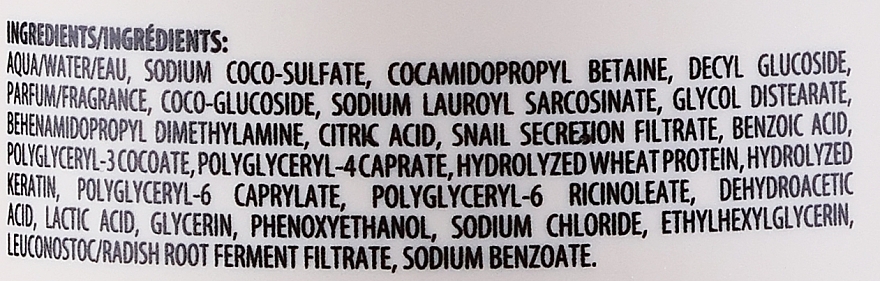 INGREDIENTS/INGRÉDIENTS:
AQUA/WATER/EAU, SODIUM COCO-SULFATE, COCAMIDOPROPYL BETAINE, DECYL GLUCOSIDE,
PARFUM/FRAGRANCE, COCO-GLUCOSIDE, SODIUM LAUROYL SARCOSINATE, GLYCOL DISTEARATE,
BEHENAMIDOPROPYL DIMETHYLAMINE, CITRIC ACID, SNAIL SECRETION FILTRATE, BENZOIC ACID,
POLYGLYCERYL-3 COCOATE, POLYGLYCERYL-4 CAPRATE, HYDROLYZED WHEAT PROTEIN, HYDROLYZED
KERATIN, POLYGLYCERYL-6 CAPRYLATE, POLYGLYCERYL-6 RICINOLEATE, DEHYDROACETIC
ACID, LACTIC ACID, GLYCERIN, PHENOXYETHANOL, SODIUM CHLORIDE, ETHYLHEXYLGLYCERIN,
LEUCONOSTOC/RADISH ROOT FERMENT FILTRATE, SODIUM BENZOATE.